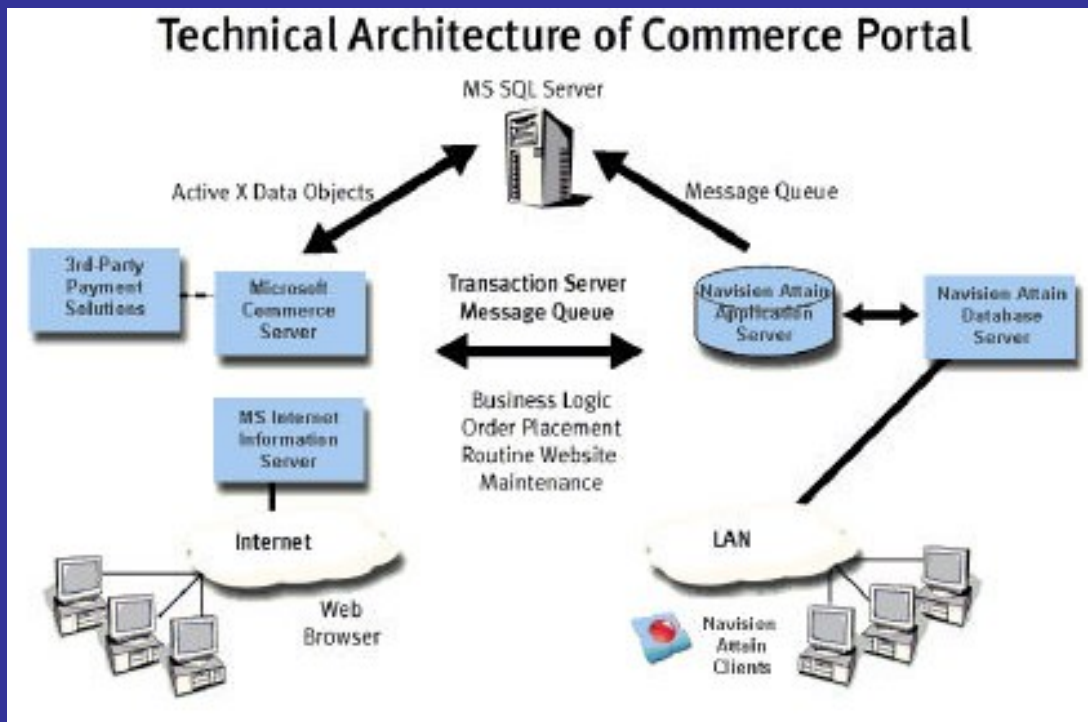 Technical Architecture of Commerce Portal
MS SQL Server
Active X Data Objects
Message Queue
3rd-Party
Payment
Solutions
Microsoft
Commerce
Server
Transaction Server
Message Queue
Navision Attain
Application
Server
Navision Attain
Database
Server
Business Logic
Order Placement
Routine Website
Maintenance
MS Internet
Information
Server
Internet
LAN
Web
Browser
Navision
Attain
Clients